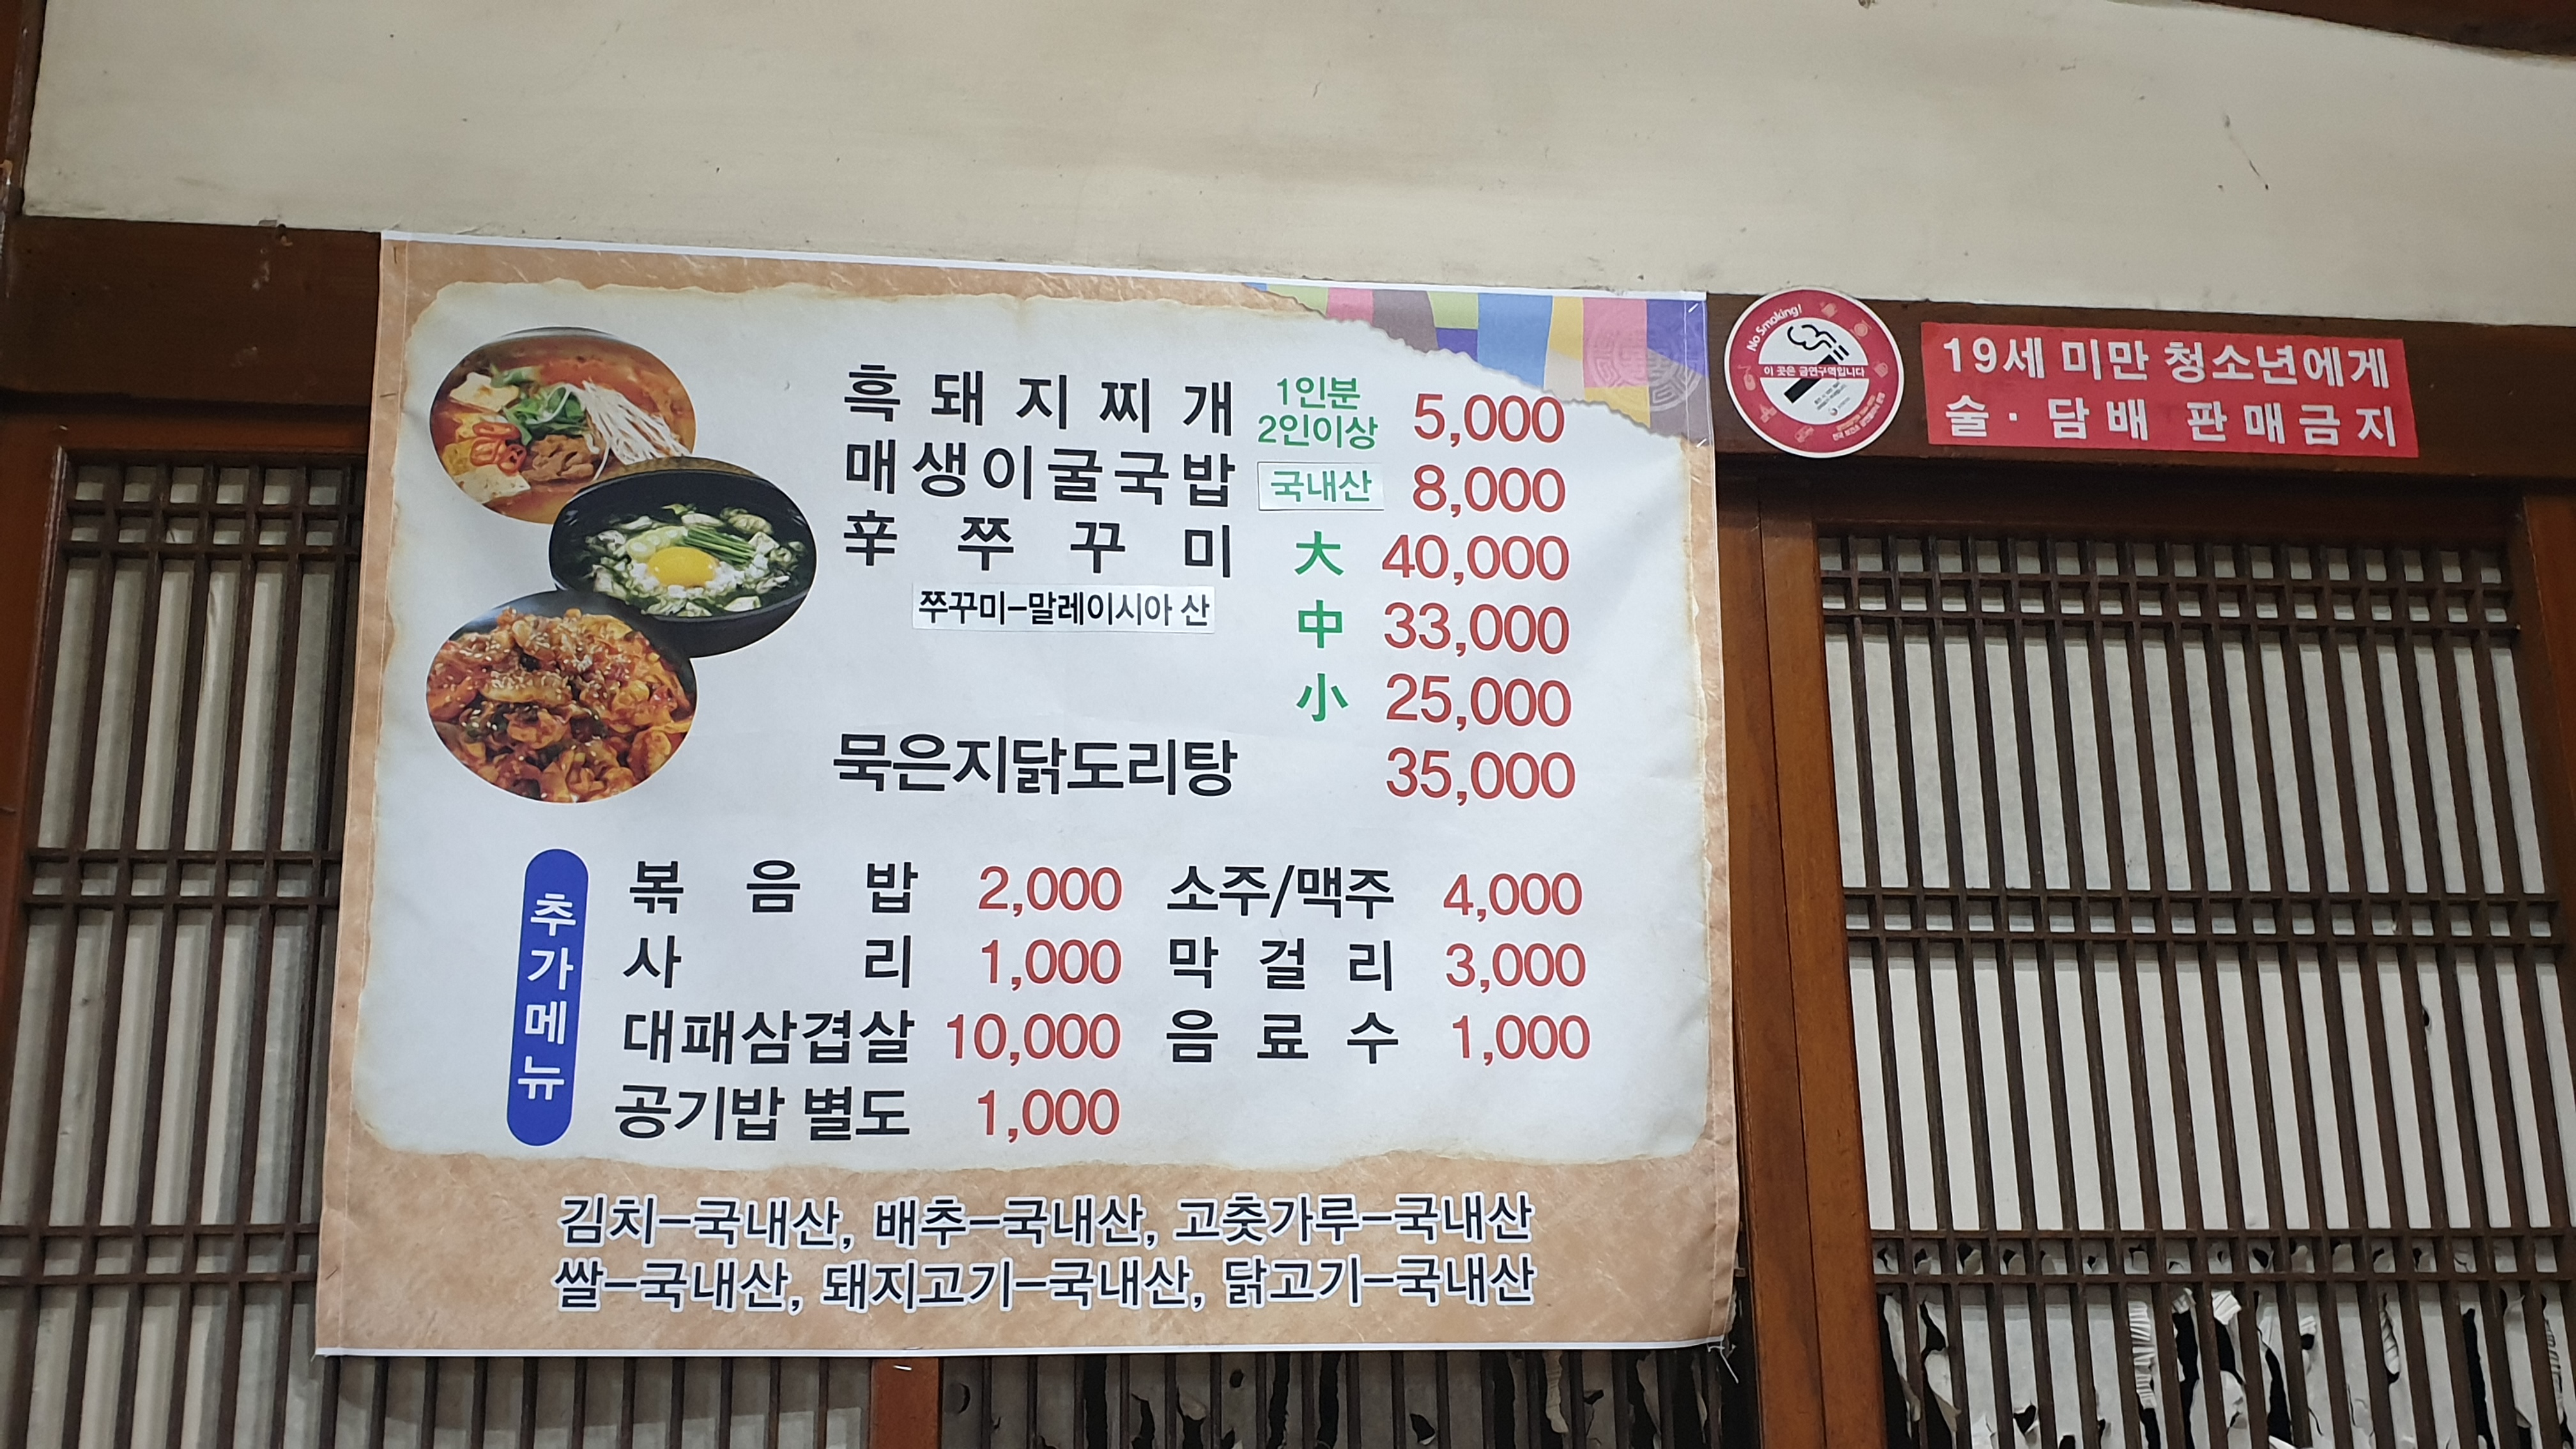 흑돼지찌개 1인분 2인이상 5,000
매생이굴국밥 국내산 8,000
辛쭈꾸미 大 40,000
쭈꾸미-말레이시아 산 中 33,000
小 25,000
묵은지닭도리탕 35,000
추가메뉴
볶음밥 2,000 소주/맥주 4,000
사리 1,000 막걸리 3,000
대패삼겹살 10,000 음료수 1,000
공기밥 별도 1,000
김치-국내산, 배추-국내산, 고춧가루-국내산
쌀-국내산, 돼지고기-국내산, 닭고기-국내산
No Smoking!
이 곳은 금연구역입니다
19세 미만 청소년에게
술·담배 판매금지